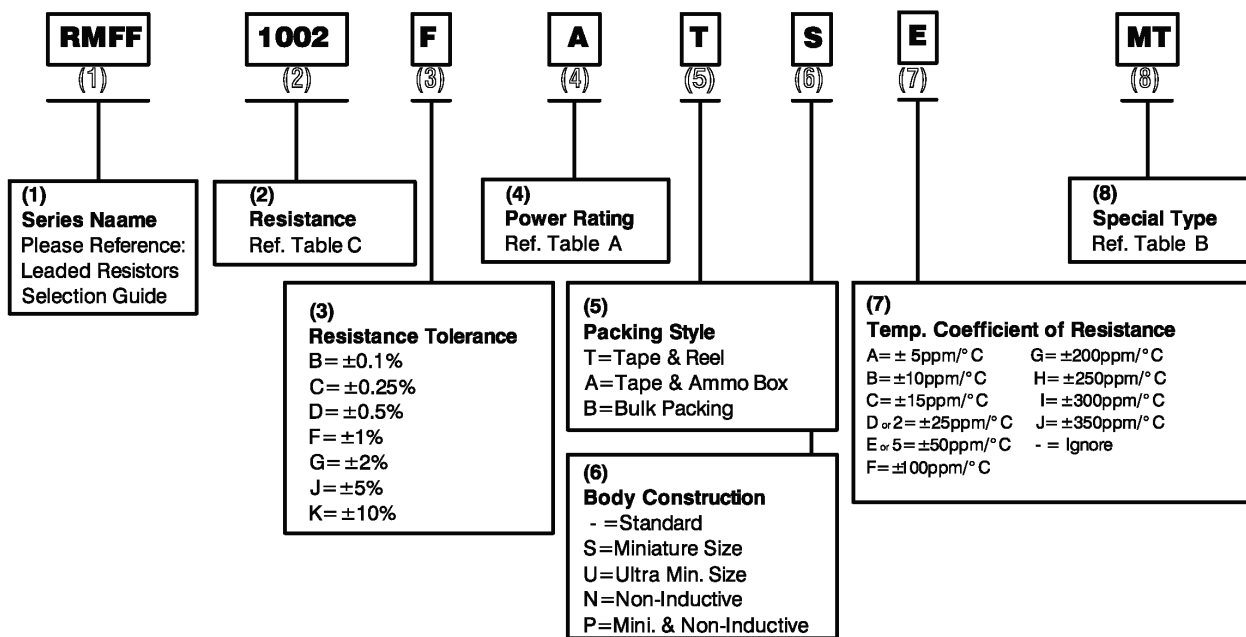 RMFF 1002 F A T S E MT
(1) (2) (3) (4) (5) (6) (7) (8)
(1)
Series Naame
Please Reference:
Leaded Resistors
Selection Guide
(2)
Resistance
Ref. Table C
(4)
Power Rating
Ref. Table A
(8)
Special Type
Ref. Table B
(3)
Resistance Tolerance
B=±0.1%
C=±0.25%
D=±0.5%
F=±1%
G=±2%
J=±5%
K=±10%
(5)
Packing Style
T=Tape & Reel
A=Tape & Ammo Box
B=Bulk Packing
(7)
Temp. Coefficient of Resistance
A=± 5ppm/°C G=±200ppm/°C
B=±10ppm/°C H=±250ppm/°C
C=±15ppm/°C I=±300ppm/°C
D or 2=±25ppm/°C J=±350ppm/°C
E or 5=±50ppm/°C - = Ignore
F=±100ppm/°C
(6)
Body Construction
- =Standard
S=Miniature Size
U=Ultra Min. Size
N=Non-Inductive
P=Mini. & Non-Inductive